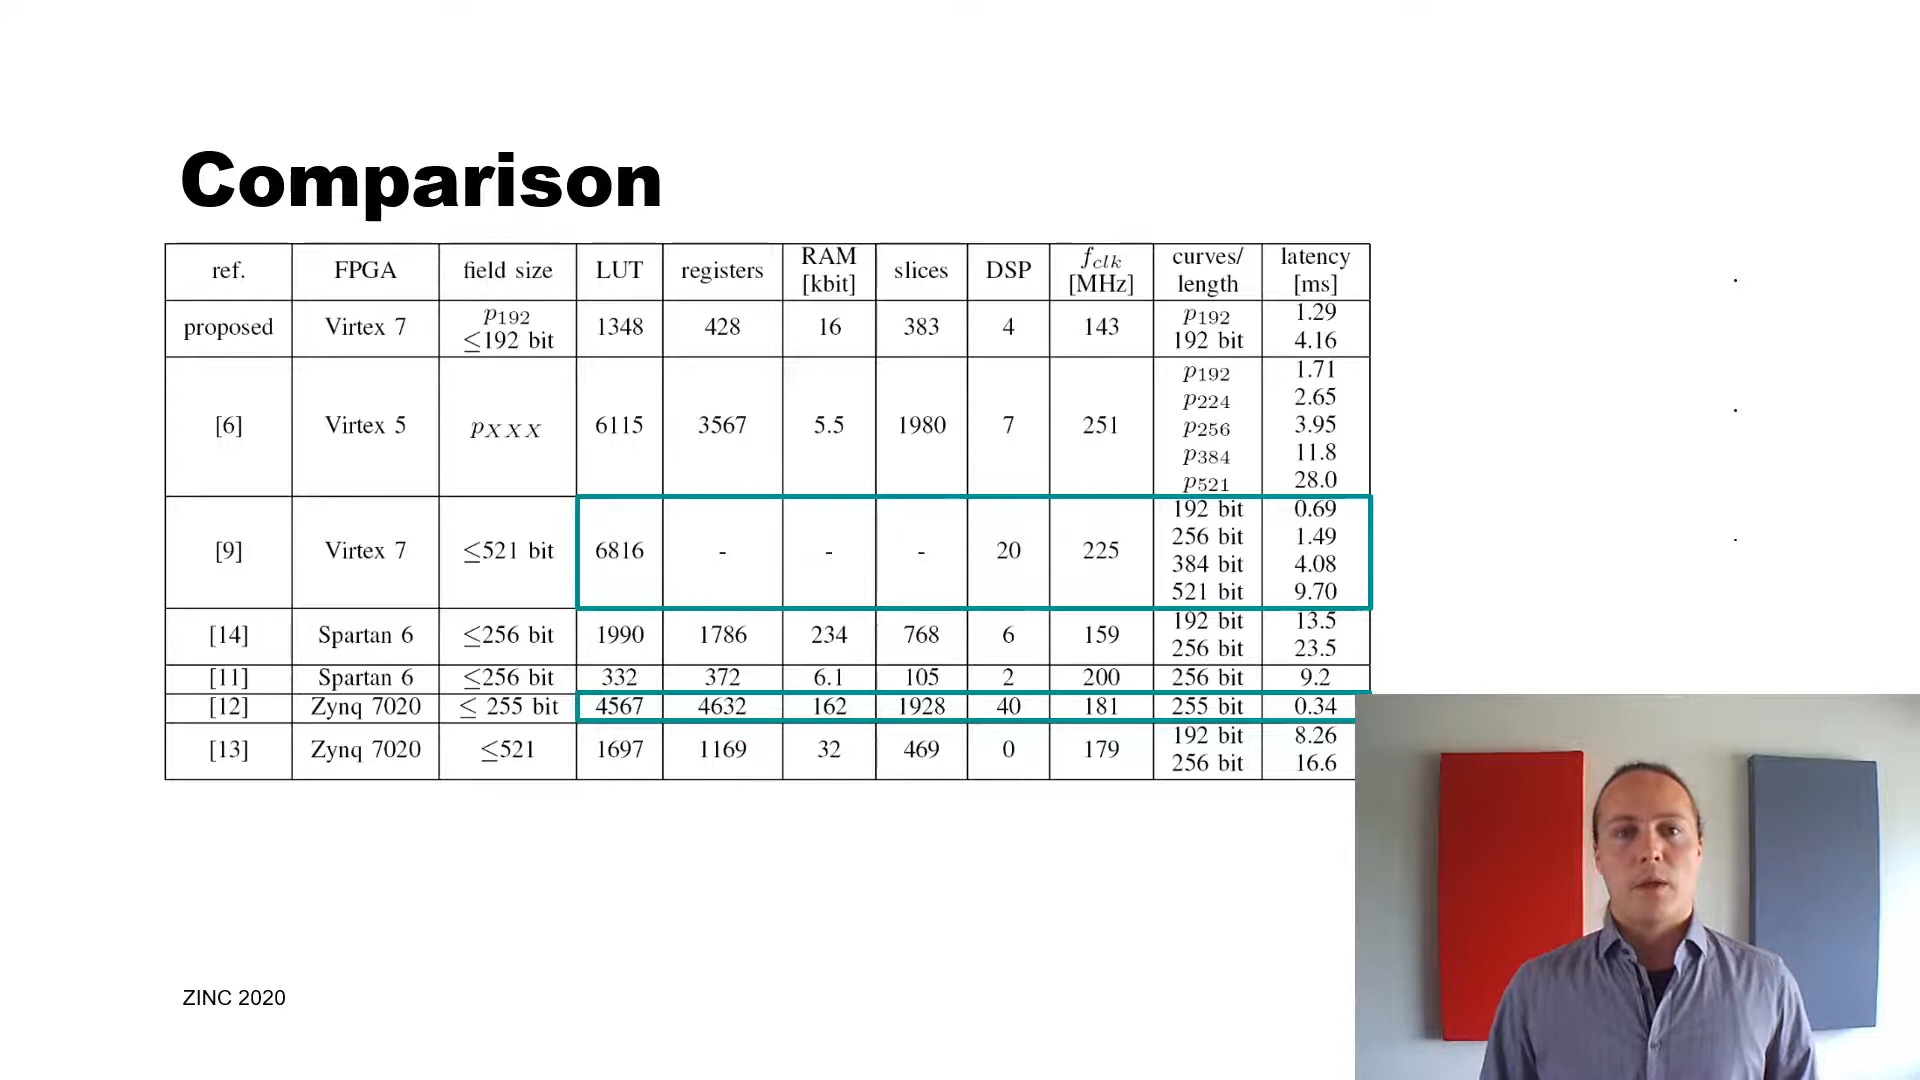 Comparison
ref. FPGA field size LUT registers RAM [kbit] slices DSP f_clk [MHz] curves/ length latency [ms]
proposed Virtex 7 p192 ≤192 bit 1348 428 16 383 4 143 p192 1.29
192 bit 4.16
[6] Virtex 5 pXXX 6115 3567 5.5 1980 7 251 p192 1.71
p224 2.65
p256 3.95
p384 11.8
p521 28.0
[9] Virtex 7 ≤521 bit 6816 - - - 20 225 192 bit 0.69
256 bit 1.49
384 bit 4.08
521 bit 9.70
[14] Spartan 6 ≤256 bit 1990 1786 234 768 6 159 192 bit 13.5
256 bit 23.5
[11] Spartan 6 ≤256 bit 332 372 6.1 105 2 200 256 bit 9.2
[12] Zynq 7020 ≤ 255 bit 4567 4632 162 1928 40 181 255 bit 0.34
[13] Zynq 7020 ≤521 1697 1169 32 469 0 179 192 bit 8.26
256 bit 16.6
ZINC 2020